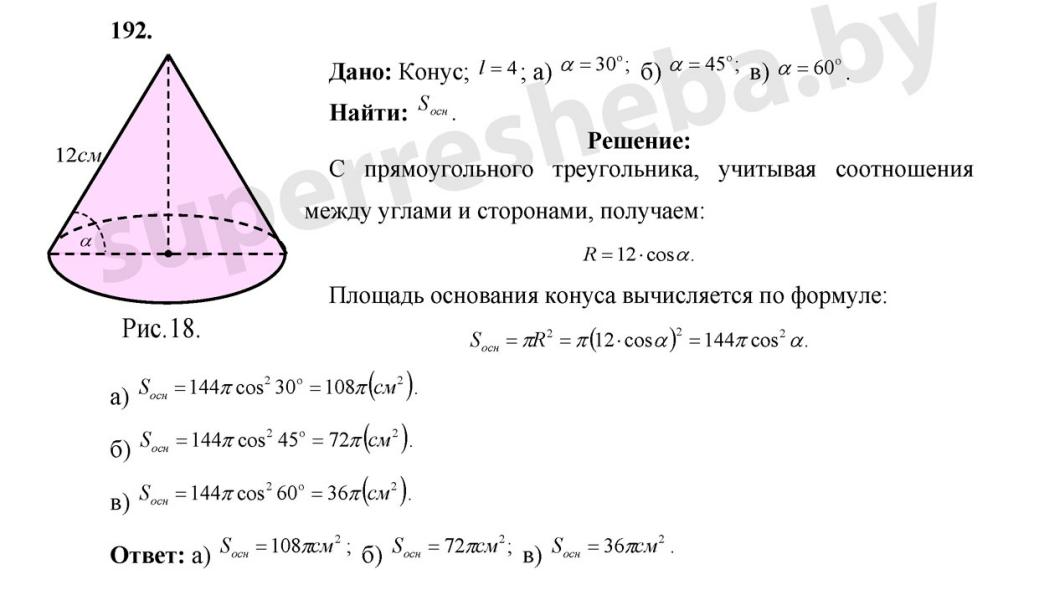 192.
Дано: Конус; l = 4; а) α = 30°; б) α = 45°; в) α = 60°.
Найти: Sосн.
Решение:
12см
С прямоугольного треугольника, учитывая соотношения
между углами и сторонами, получаем:
α
R = 12·cosα.
Площадь основания конуса вычисляется по формуле:
Рис.18.
Sосн = πR² = π(12·cosα)² = 144π cos² α.
а) Sосн = 144π cos² 30° = 108π(см²).
б) Sосн = 144π cos² 45° = 72π(см²).
в) Sосн = 144π cos² 60° = 36π(см²).
Ответ: а) Sосн = 108πсм²; б) Sосн = 72πсм²; в) Sосн = 36πсм².
superresheba.by